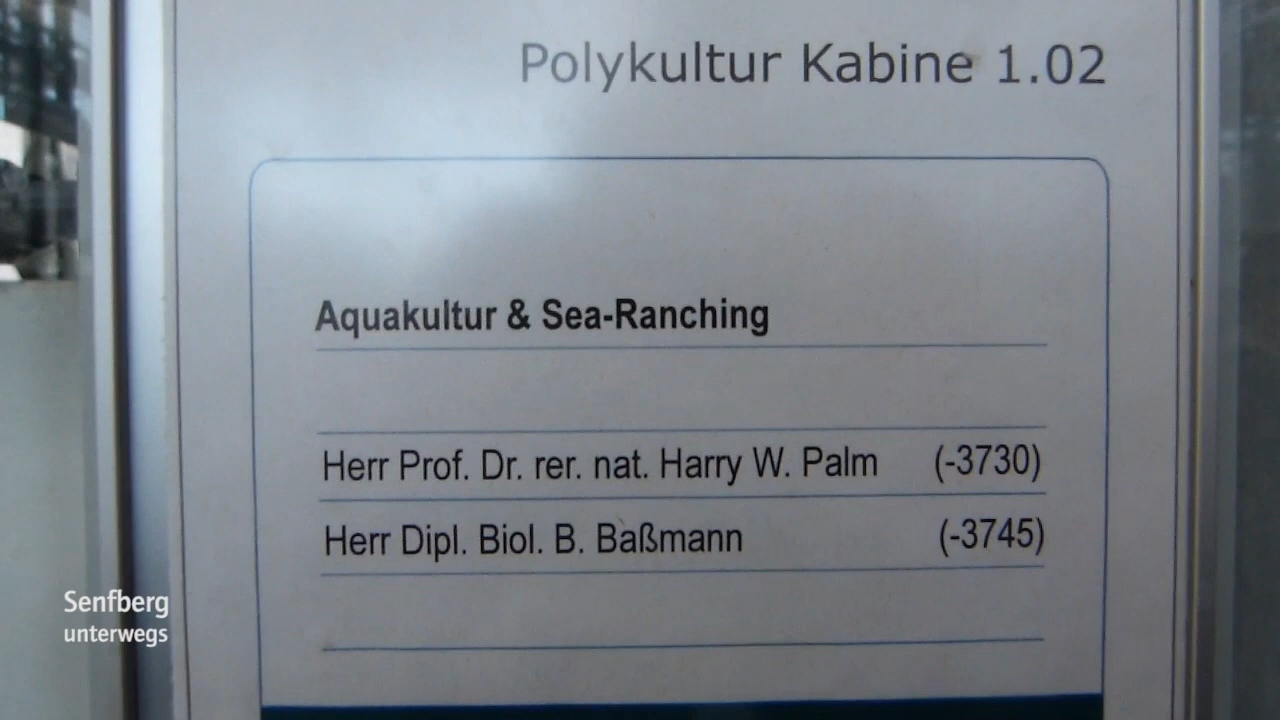 Polykultur Kabine 1.02
Aquakultur & Sea-Ranching
Herr Prof. Dr. rer. nat. Harry W. Palm (-3730)
Herr Dipl. Biol. B. Baßmann (-3745)
Senfberg
unterwegs